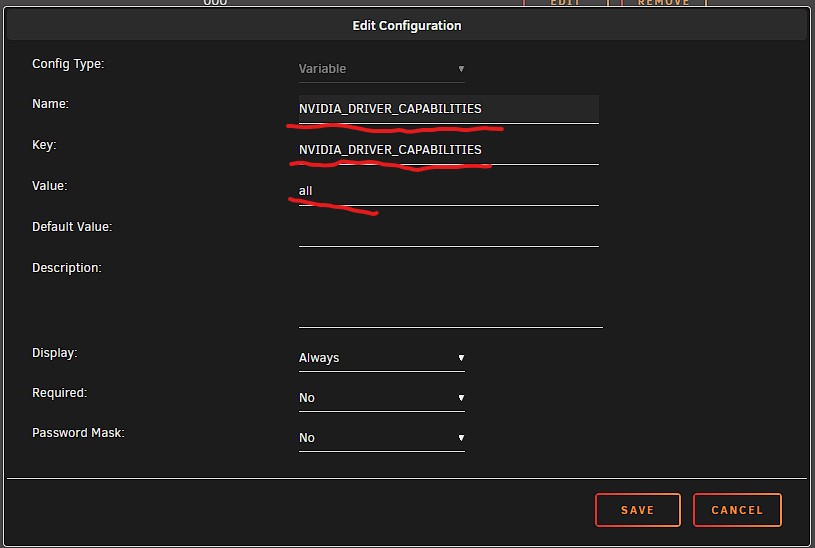 000 EDIT REMOVE
Edit Configuration
Config Type: Variable
Name: NVIDIA_DRIVER_CAPABILITIES
Key: NVIDIA_DRIVER_CAPABILITIES
Value: all
Default Value:
Description:
Display: Always
Required: No
Password Mask: No
SAVE CANCEL